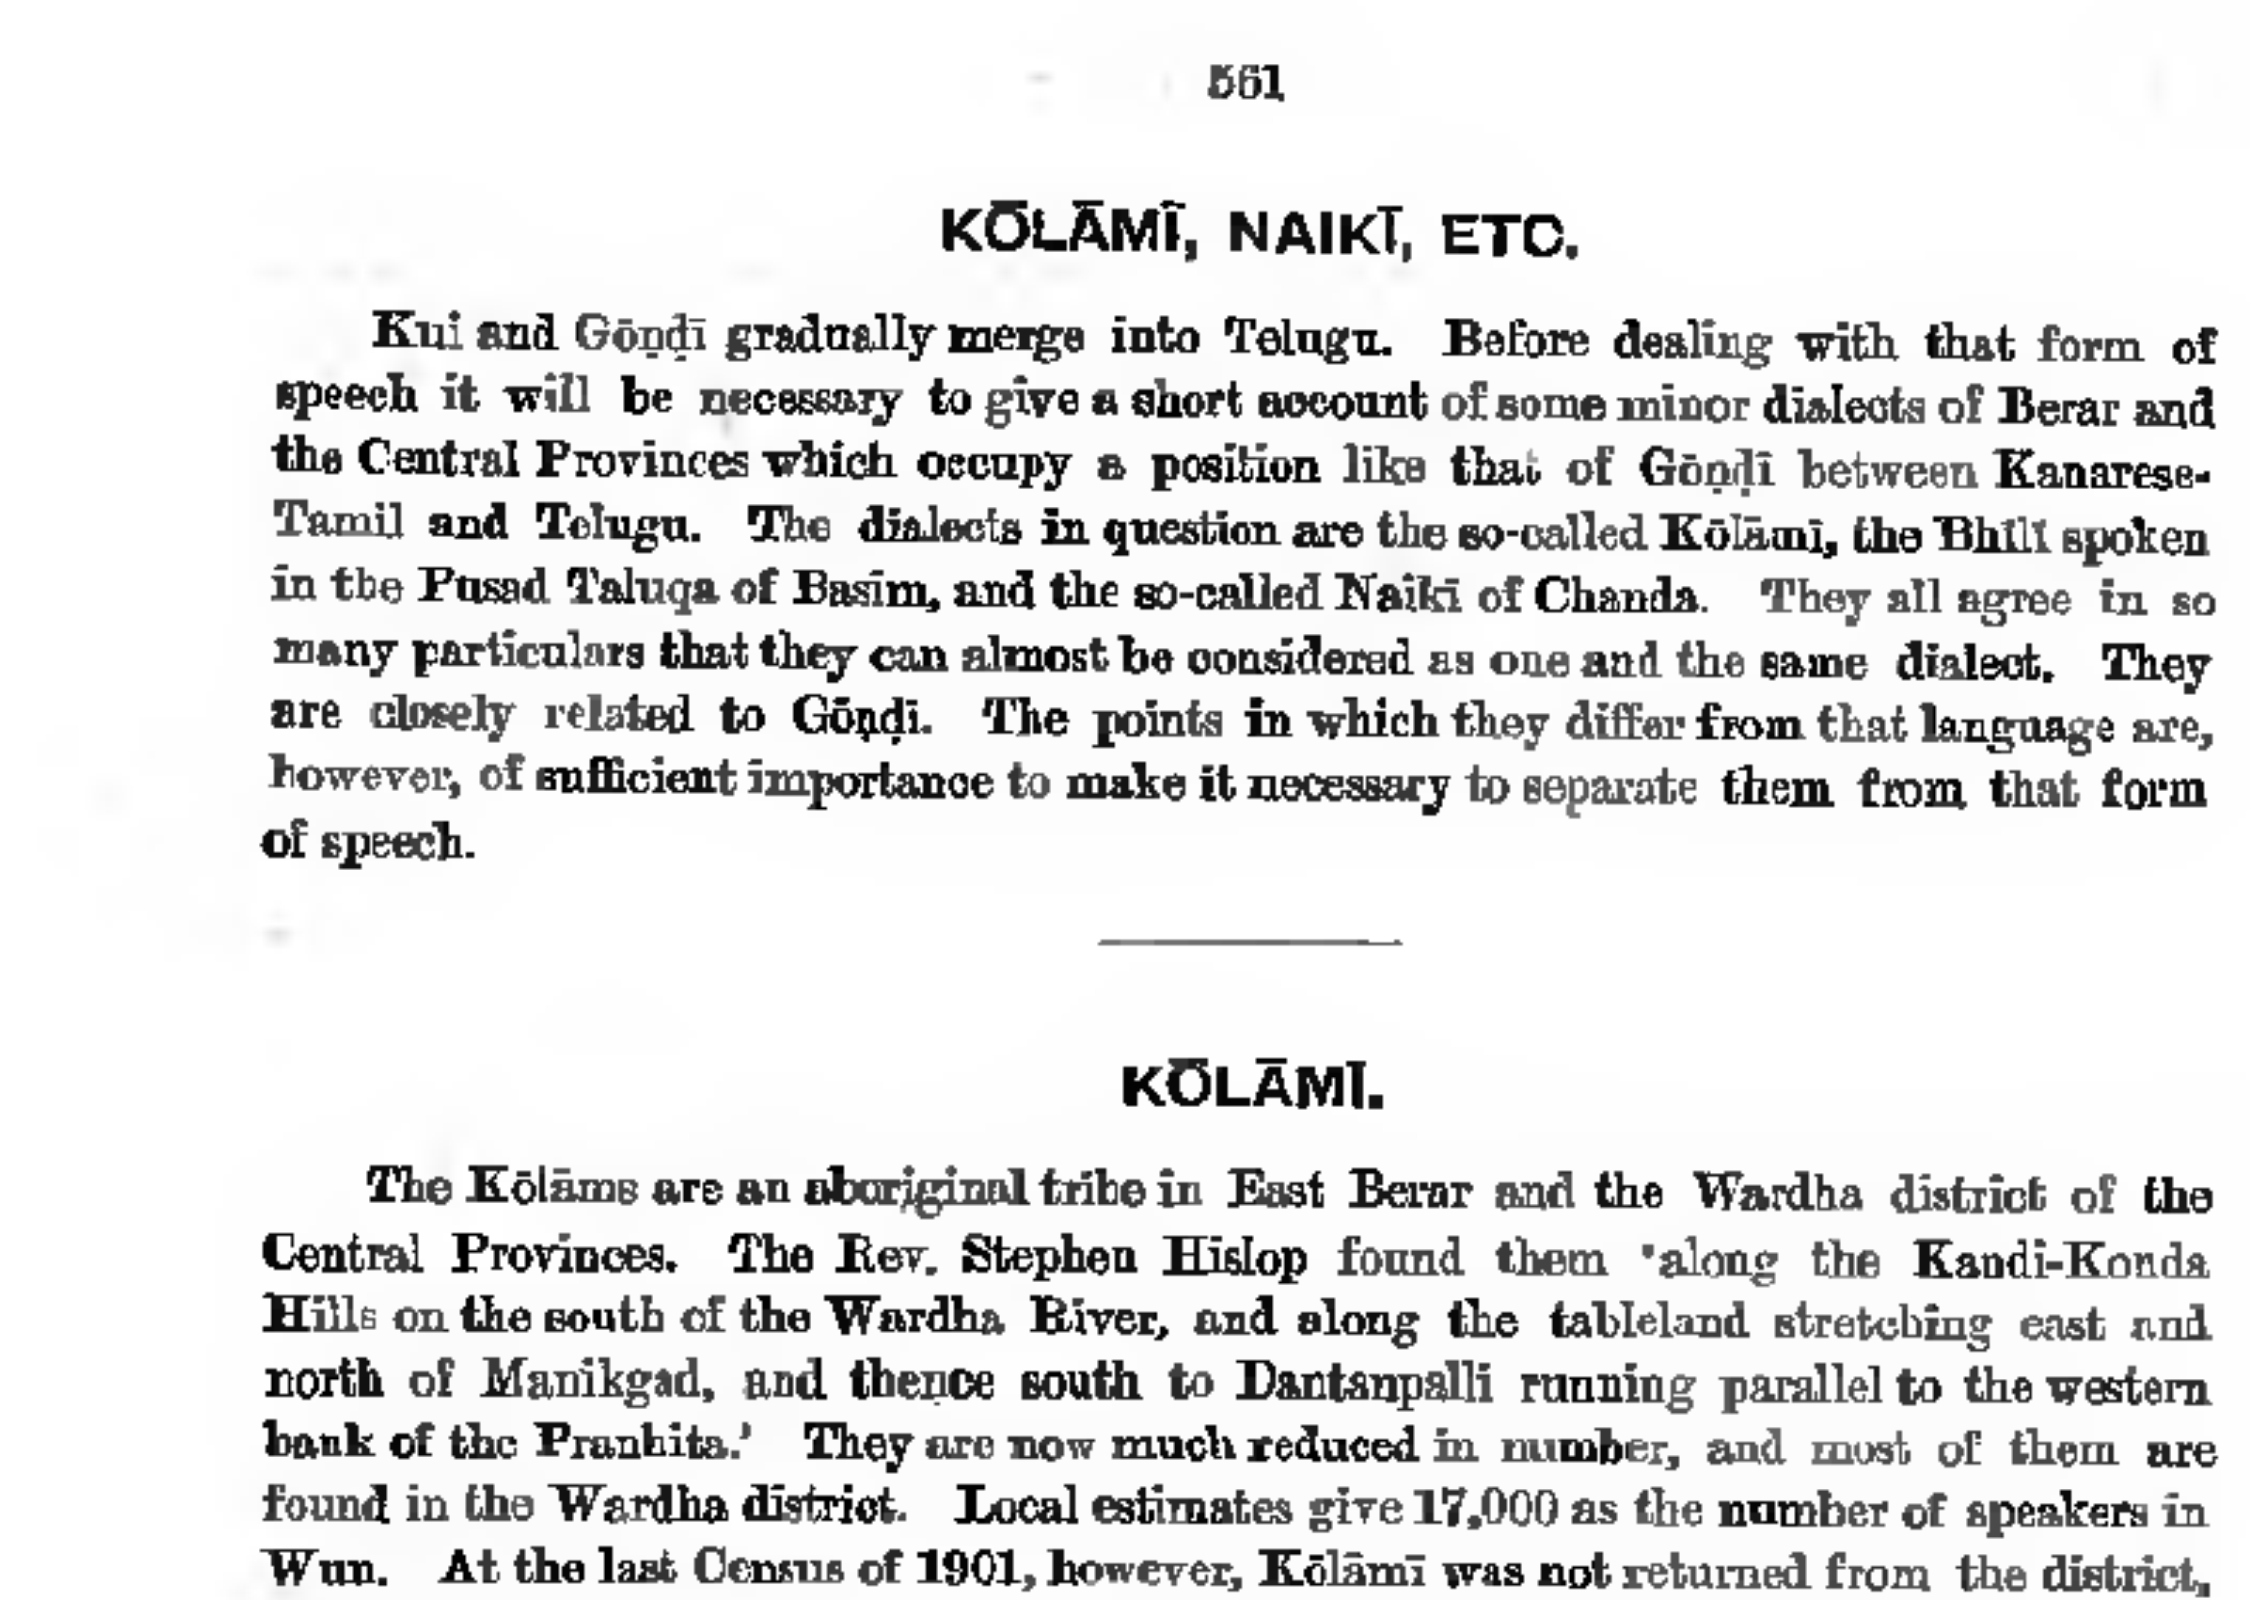 561
KŌLĀMĪ, NAIKĪ, ETC.
Kui and Gōṇḍī gradually merge into Telugu. Before dealing with that form of
speech it will be necessary to give a short account of some minor dialects of Berar and
the Central Provinces which occupy a position like that of Gōṇḍī between Kanarese-
Tamil and Telugu. The dialects in question are the so-called Kōlāmī, the Bhīlī spoken
in the Pusad Taluqa of Basim, and the so-called Naikī of Chanda. They all agree in so
many particulars that they can almost be considered as one and the same dialect. They
are closely related to Gōṇḍī. The points in which they differ from that language are,
however, of sufficient importance to make it necessary to separate them from that form
of speech.
KŌLĀMĪ.
The Kōlāms are an aboriginal tribe in East Berar and the Wardha district of the
Central Provinces. The Rev. Stephen Hislop found them 'along the Kandi-Konda
Hills on the south of the Wardha River, and along the tableland stretching east and
north of Manikgad, and thence south to Dantanpalli running parallel to the western
bank of the Pranhita.' They are now much reduced in number, and most of them are
found in the Wardha district. Local estimates give 17,000 as the number of speakers in
Wun. At the last Census of 1901, however, Kōlāmī was not returned from the district,